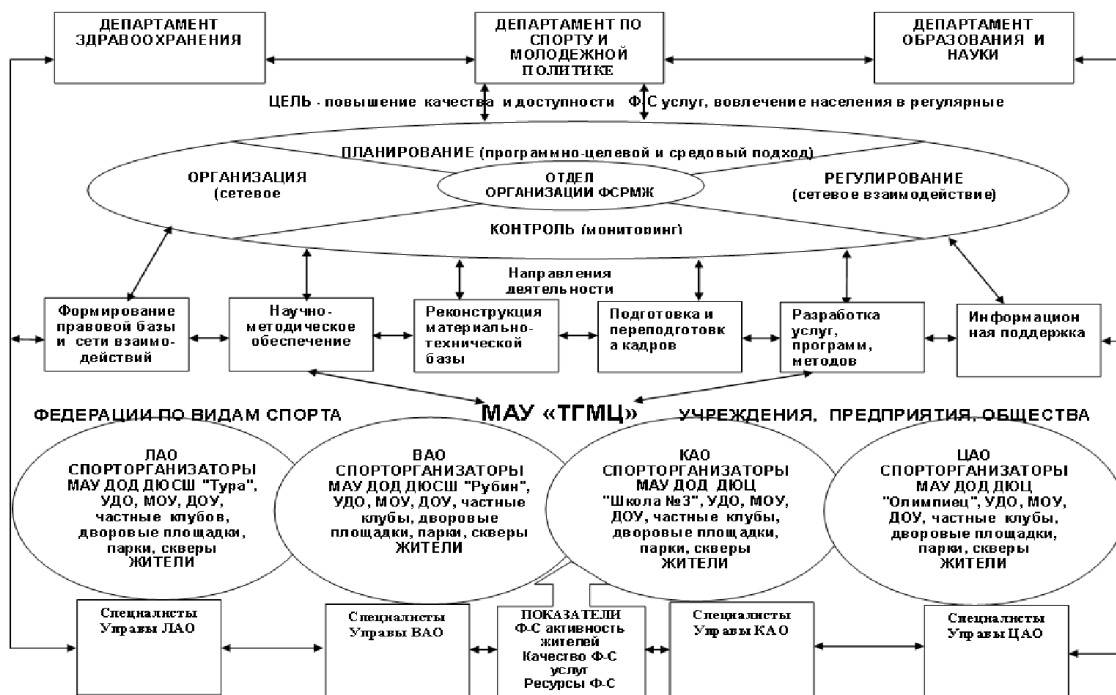 ДЕПАРТАМЕНТ
ЗДРАВООХРАНЕНИЯ
ДЕПАРТАМЕНТ ПО
СПОРТУ И
МОЛОДЕЖНОЙ
ПОЛИТИКЕ
ДЕПАРТАМЕНТ
ОБРАЗОВАНИЯ И
НАУКИ
ЦЕЛЬ - повышение качества и доступности Ф-С услуг, вовлечение населения в регулярные
ПЛАНИРОВАНИЕ (программно-целевой и средовый подход)
ОРГАНИЗАЦИЯ
(сетевое
ОТДЕЛ
ОРГАНИЗАЦИИ ФСРМЖ
РЕГУЛИРОВАНИЕ
(сетевое взаимодействие)
КОНТРОЛЬ (мониторинг)
Направления
деятельности
Формирование
правовой базы
и сети взаимо-
действий
Научно-
методическое
обеспечение
Реконструкция
материально-
технической
базы
Подготовка и
переподготовк
а кадров
Разработка
услуг,
программ,
методов
Информацион
ная поддержка
ФЕДЕРАЦИИ ПО ВИДАМ СПОРТА
МАУ «ТГМЦ»
УЧРЕЖДЕНИЯ, ПРЕДПРИЯТИЯ, ОБЩЕСТВА
ЛАО
СПОРТОРГАНИЗАТОРЫ
МАУ ДОД ДЮСШ "Тура",
УДО, МОУ, ДОУ,
частные клубов,
дворовые площадки,
парки, скверы
ЖИТЕЛИ
ВАО
СПОРТОРГАНИЗАТОРЫ
МАУ ДОД ДЮСШ "Рубин",
УДО, МОУ, ДОУ, частные
клубы, дворовые
площадки, парки, скверы
ЖИТЕЛИ
КАО
СПОРТОРГАНИЗАТОРЫ
МАУ ДОД ДЮЦ
"Школа №3", УДО, МОУ,
ДОУ, частные клубы,
дворовые площадки,
парки, скверы
ЖИТЕЛИ
ЦАО
СПОРТОРГАНИЗАТОРЫ
МАУ ДОД ДЮЦ
"Олимпиец", УДО, МОУ,
ДОУ, частные клубы,
дворовые площадки,
парки, скверы
ЖИТЕЛИ
Специалисты
Управы ЛАО
Специалисты
Управы ВАО
ПОКАЗАТЕЛИ
Ф-С активность
жителей
Качество Ф-С
услуг
Ресурсы Ф-С
Специалисты
Управы КАО
Специалисты
Управы ЦАО